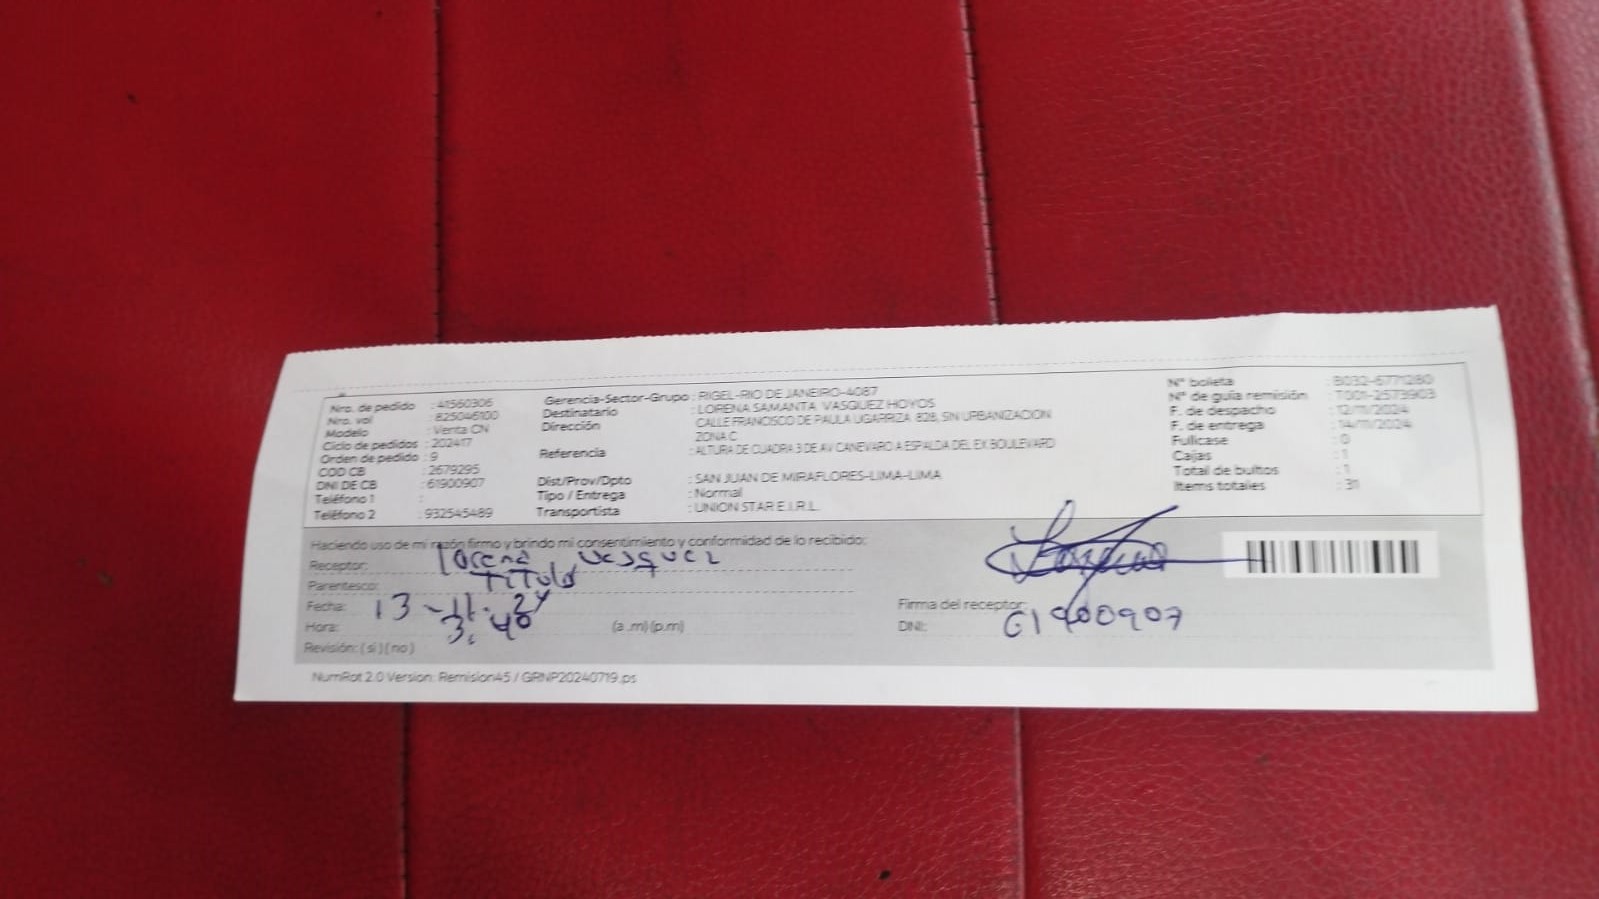 Nro. de pedido : 41560306
Nro. vol : 825046100
Modelo : Venta CN
Ciclo de pedidos : 202417
Orden de pedido : 9
COD CB : 2679295
DNI DE CB : 61900907
Teléfono 1 :
Teléfono 2 : 932545489
Gerencia-Sector-Grupo : RIGEL-RIO DE JANEIRO-4087
Destinatario : LORENA SAMANTA VASQUEZ HOYOS
Dirección CALLE FRANCISCO DE PAULA UGARRIZA 828, SN URBANIZACION
ZONA C
Referencia : ALTURA DE CUADRA 3 DE AV CANEVARO A ESPALDA DEL EX BOULEVARD
Dist/Prov/Dpto : SAN JUAN DE MIRAFLORES-LIMA-LIMA
Tipo / Entrega : Normal
Transportista : UNION STAR E.I.R.L.
N° boleta : B032-6771280
N° de guia remisión : T001-2573903
F. de despacho : 12/11/2024
F. de entrega : 14/11/2024
Fullcase : 0
Cajas : 1
Total de bultos : 1
Items totales : 31
Haciendo uso de mi razón firmo y brindo mi consentimiento y conformidad de lo recibido:
Receptor: Lorena Vasquez
Parentesco: Titular
Fecha: 13-11-24
Hora: 3:40 (a.m) (p.m)
Revisión: ( si ) ( no )
Firma del receptor:
DNI: 61900907
NumRot 2.0 Version: Remision45 / GRNP20240719.ps